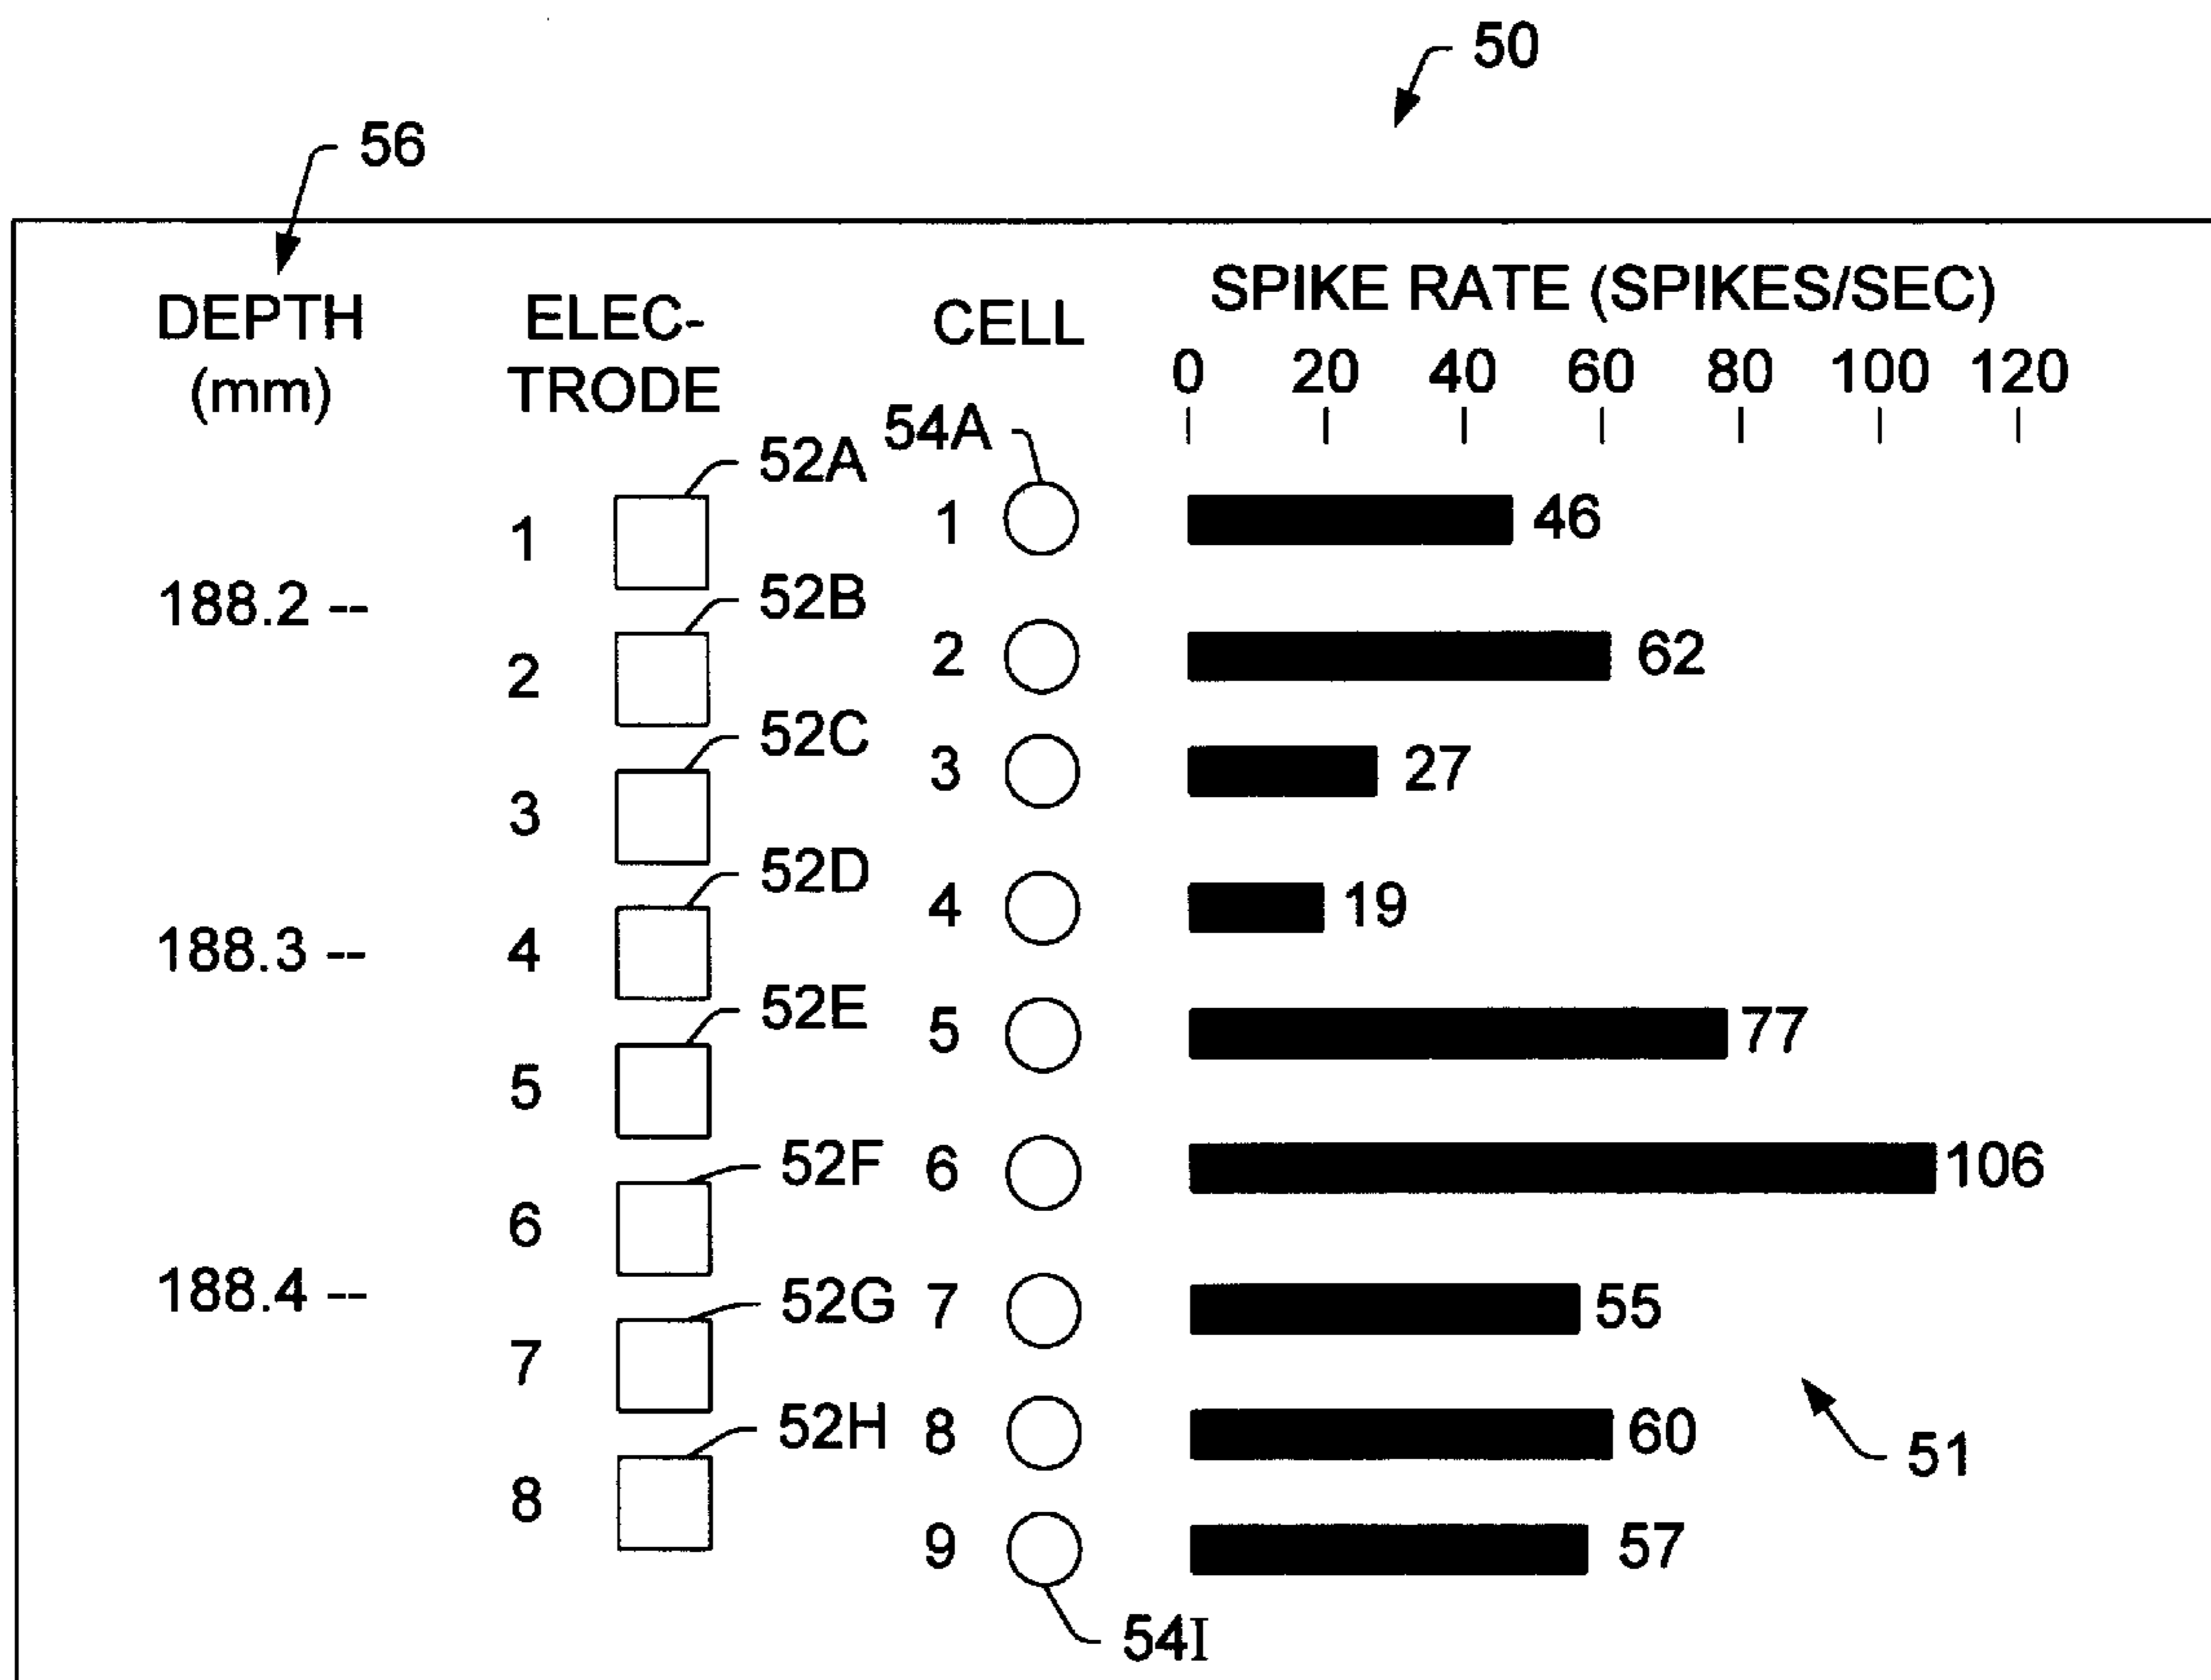 50
56
DEPTH
(mm)
ELEC-
TRODE
CELL
SPIKE RATE (SPIKES/SEC)
0 20 40 60 80 100 120
54A
52A
1 1 46
188.2 --
52B
2 2 62
52C
3 3 27
52D
4 4 19
188.3 --
52E
5 5 77
52F
6 6 106
188.4 --
52G
7 7 55
52H
8 8 60
51
9 57
54I